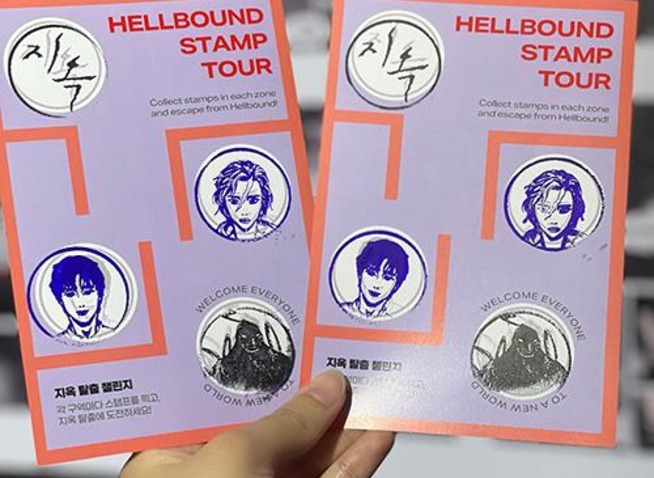 HELLBOUND
STAMP
TOUR
Collect stamps in each zone
and escape from Hellbound!
지옥
WELCOME EVERYONE
TO A NEW WORLD
지옥 탈출 챌린지
각 구역마다 스탬프를 찍고,
지옥 탈출에 도전하세요!
HELLBOUND
STAMP
TOUR
Collect stamps in each zone
and escape from Hellbound!
지옥
WELCOME EVERYONE
TO A NEW WORLD
지옥 탈출 챌린지